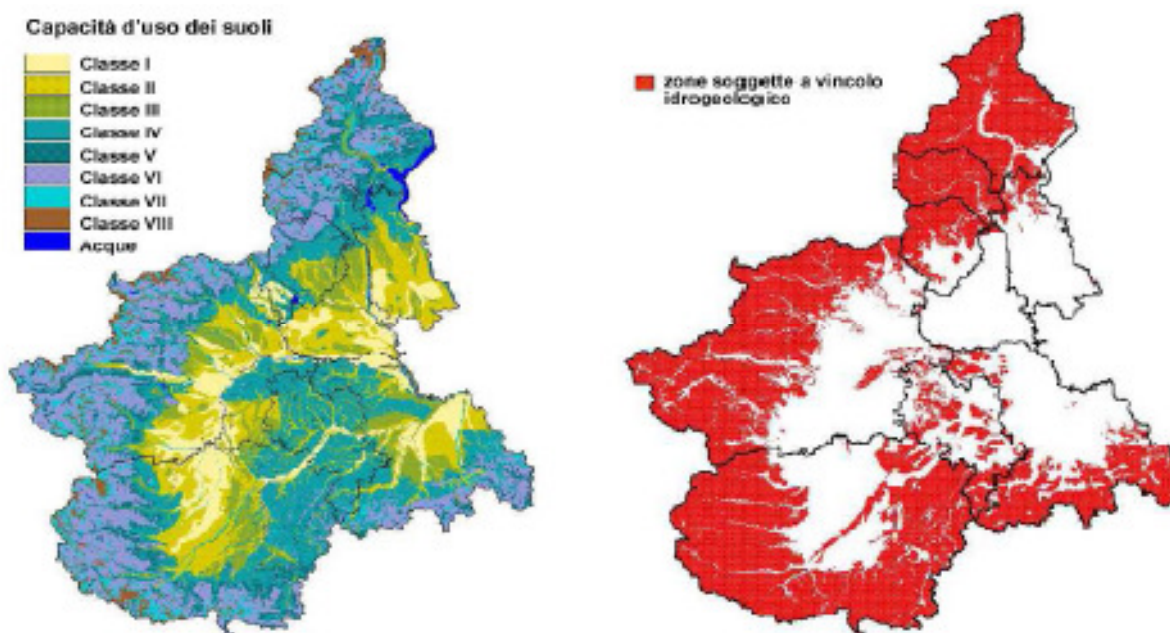 Capacità d'uso dei suoli
Classe I
Classe II
Classe III
Classe IV
Classe V
Classe VI
Classe VII
Classe VIII
Acque
zone soggette a vincolo
idrogeologico